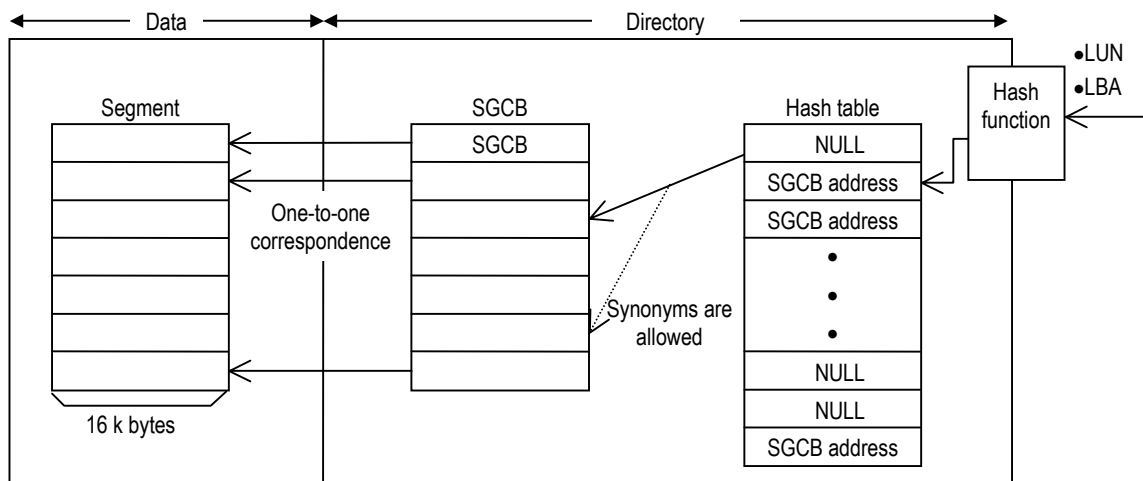 Data
Directory
●LUN
●LBA
Hash
function
Segment
SGCB
Hash table
SGCB
NULL
SGCB address
SGCB address
One-to-one
correspondence
•
•
•
Synonyms are
allowed
NULL
NULL
SGCB address
16 k bytes